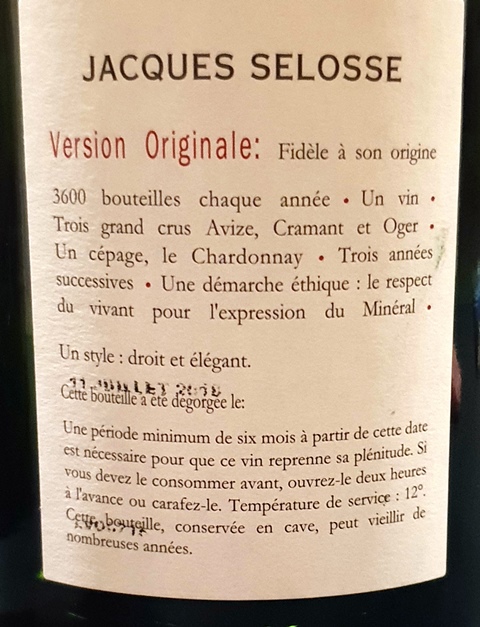 JACQUES SELOSSE
Version Originale: Fidèle à son origine
3600 bouteilles chaque année • Un vin •
Trois grand crus Avize, Cramant et Oger •
Un cépage, le Chardonnay • Trois années
successives • Une démarche éthique : le respect
du vivant pour l'expression du Minéral •
Un style : droit et élégant.
11 JUILLET 2018
Cette bouteille a été dégorgée le:
Une période minimum de six mois à partir de cette date
est nécessaire pour que ce vin reprenne sa plénitude. Si
vous devez le consommer avant, ouvrez-le deux heures
à l'avance ou carafez-le. Température de service : 12°.
Cette bouteille, conservée en cave, peut vieillir de
nombreuses années.